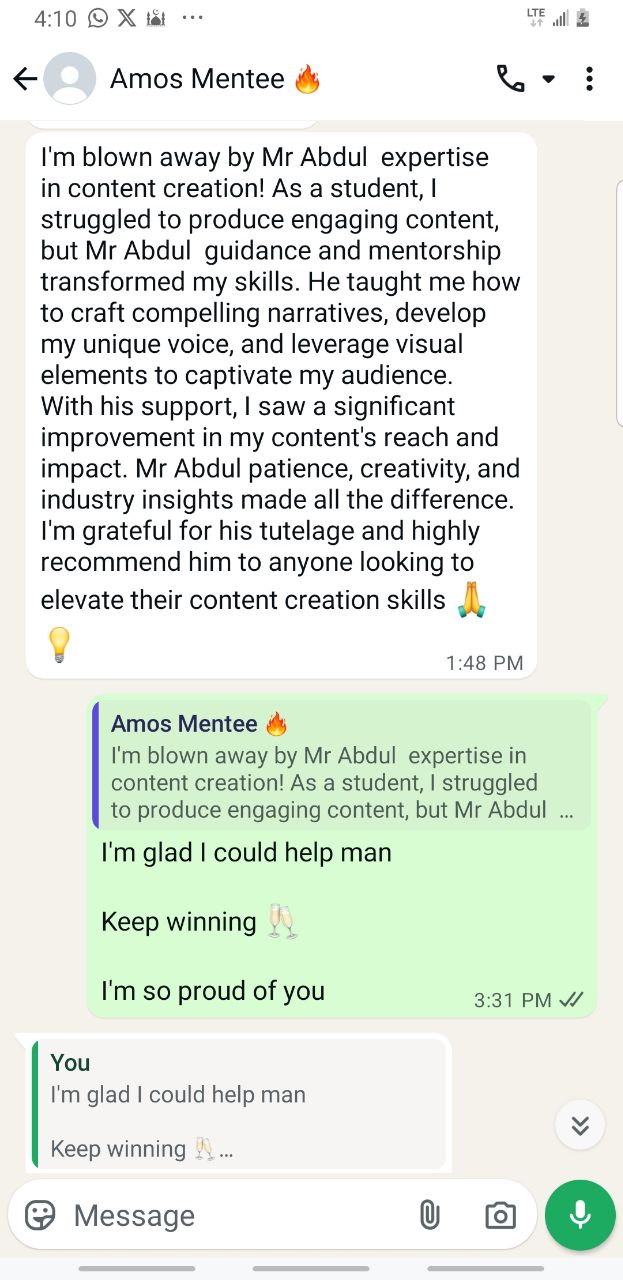 4:10
LTE
Amos Mentee 🔥
I'm blown away by Mr Abdul  expertise
in content creation! As a student, I
struggled to produce engaging content,
but Mr Abdul  guidance and mentorship
transformed my skills. He taught me how
to craft compelling narratives, develop
my unique voice, and leverage visual
elements to captivate my audience.
With his support, I saw a significant
improvement in my content's reach and
impact. Mr Abdul patience, creativity, and
industry insights made all the difference.
I'm grateful for his tutelage and highly
recommend him to anyone looking to
elevate their content creation skills 🙏
💡
1:48 PM
Amos Mentee 🔥
I'm blown away by Mr Abdul  expertise in
content creation! As a student, I struggled
to produce engaging content, but Mr Abdul  ...
I'm glad I could help man
Keep winning 🥂
I'm so proud of you
3:31 PM
You
I'm glad I could help man
Keep winning 🥂...
Message